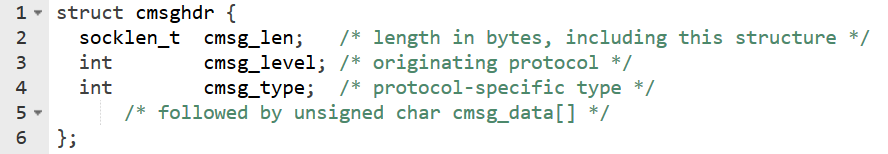 1 struct cmsghdr {
2 socklen_t cmsg_len; /* length in bytes, including this structure */
3 int cmsg_level; /* originating protocol */
4 int cmsg_type; /* protocol-specific type */
5 /* followed by unsigned char cmsg_data[] */
6 };